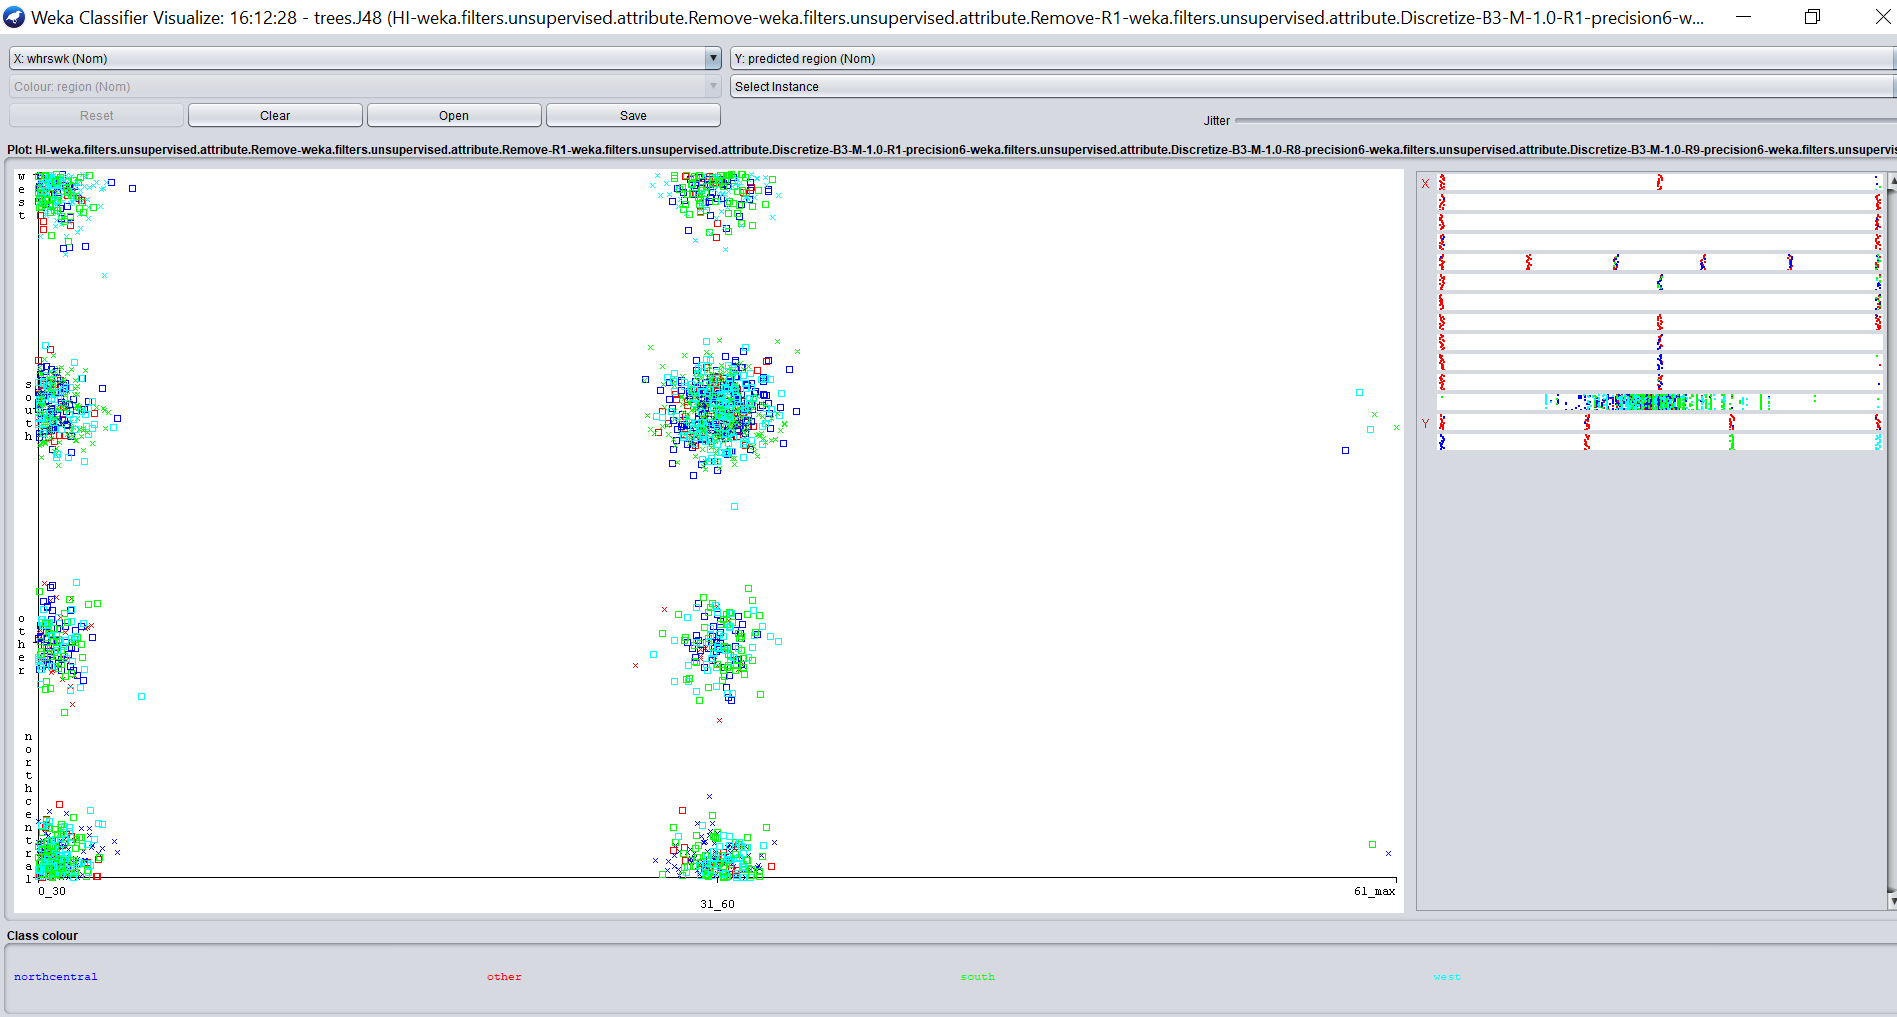 Weka Classifier Visualize: 16:12:28 - trees.J48 (HI-weka.filters.unsupervised.attribute.Remove-weka.filters.unsupervised.attribute.Remove-R1-weka.filters.unsupervised.attribute.Discretize-B3-M-1.0-R1-precision6-w...
X: whrswk (Nom)
Y: predicted region (Nom)
Colour: region (Nom)
Select Instance
Reset
Clear
Open
Save
Jitter
Plot: HI-weka.filters.unsupervised.attribute.Remove-weka.filters.unsupervised.attribute.Remove-R1-weka.filters.unsupervised.attribute.Discretize-B3-M-1.0-R1-precision6-weka.filters.unsupervised.attribute.Discretize-B3-M-1.0-R8-precision6-weka.filters.unsupervised.attribute.Discretize-B3-M-1.0-R9-precision6-weka.filters.unsupervis
west
south
other
northcentral
0_30
31_60
61_max
X
Y
Class colour
northcentral
other
south
west